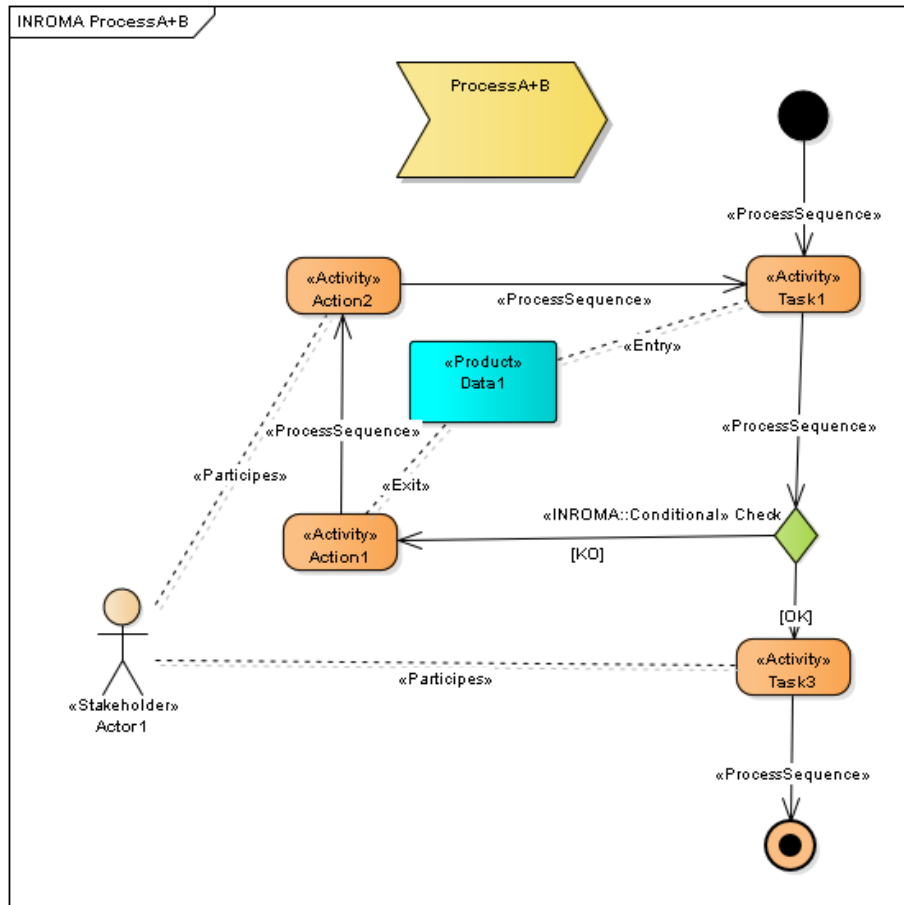 INROMA ProcessA+B
ProcessA+B
«ProcessSequence»
«Activity»
Action2
«Activity»
Task1
«ProcessSequence»
«Entry»
«Product»
Data1
«ProcessSequence»
«ProcessSequence»
«Participes»
«Exit»
«INROMA::Conditional» Check
«Activity»
Action1
[KO]
[OK]
«Activity»
Task3
«Participes»
«Stakeholder»
Actor1
«ProcessSequence»